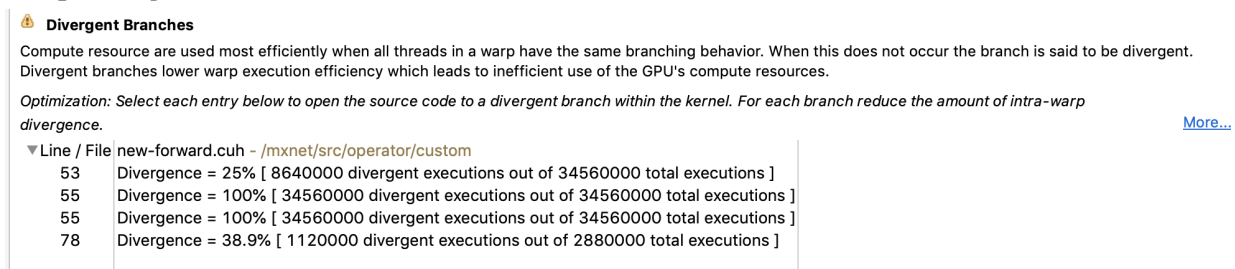 Divergent Branches
Compute resource are used most efficiently when all threads in a warp have the same branching behavior. When this does not occur the branch is said to be divergent.
Divergent branches lower warp execution efficiency which leads to inefficient use of the GPU's compute resources.
Optimization: Select each entry below to open the source code to a divergent branch within the kernel. For each branch reduce the amount of intra-warp
divergence.
More...
Line / File new-forward.cuh - /mxnet/src/operator/custom
53 Divergence = 25% [ 8640000 divergent executions out of 34560000 total executions ]
55 Divergence = 100% [ 34560000 divergent executions out of 34560000 total executions ]
55 Divergence = 100% [ 34560000 divergent executions out of 34560000 total executions ]
78 Divergence = 38.9% [ 1120000 divergent executions out of 2880000 total executions ]